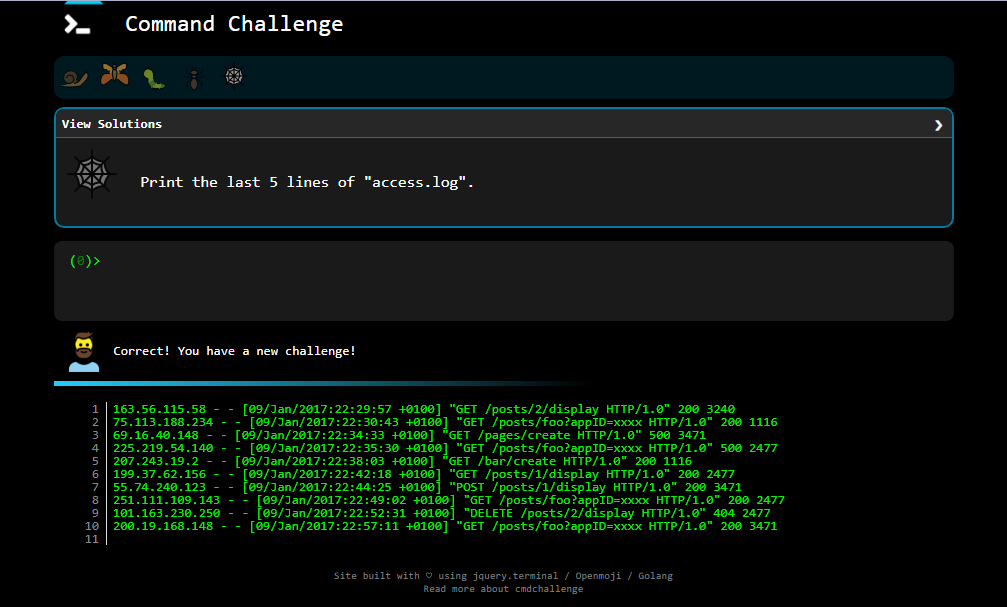 Command Challenge
View Solutions
Print the last 5 lines of "access.log".
(0)>
Correct! You have a new challenge!
1 163.56.115.58 - - [09/Jan/2017:22:29:57 +0100] "GET /posts/2/display HTTP/1.0" 200 3240
2 75.113.188.234 - - [09/Jan/2017:22:30:43 +0100] "GET /posts/foo?appID=xxxx HTTP/1.0" 200 1116
3 69.16.40.148 - - [09/Jan/2017:22:34:33 +0100] "GET /pages/create HTTP/1.0" 500 3471
4 225.219.54.140 - - [09/Jan/2017:22:35:30 +0100] "GET /posts/foo?appID=xxxx HTTP/1.0" 500 2477
5 207.243.19.2 - - [09/Jan/2017:22:38:03 +0100] "GET /bar/create HTTP/1.0" 200 1116
6 199.37.62.156 - - [09/Jan/2017:22:42:18 +0100] "GET /posts/1/display HTTP/1.0" 200 2477
7 55.74.240.123 - - [09/Jan/2017:22:44:25 +0100] "POST /posts/1/display HTTP/1.0" 200 3471
8 251.111.109.143 - - [09/Jan/2017:22:49:02 +0100] "GET /posts/foo?appID=xxxx HTTP/1.0" 200 2477
9 101.163.230.250 - - [09/Jan/2017:22:52:31 +0100] "DELETE /posts/2/display HTTP/1.0" 404 2477
10 200.19.168.148 - - [09/Jan/2017:22:57:11 +0100] "GET /posts/foo?appID=xxxx HTTP/1.0" 200 3471
11
Site built with ♡ using jquery.terminal / Openmoji / Golang
Read more about cmdchallenge